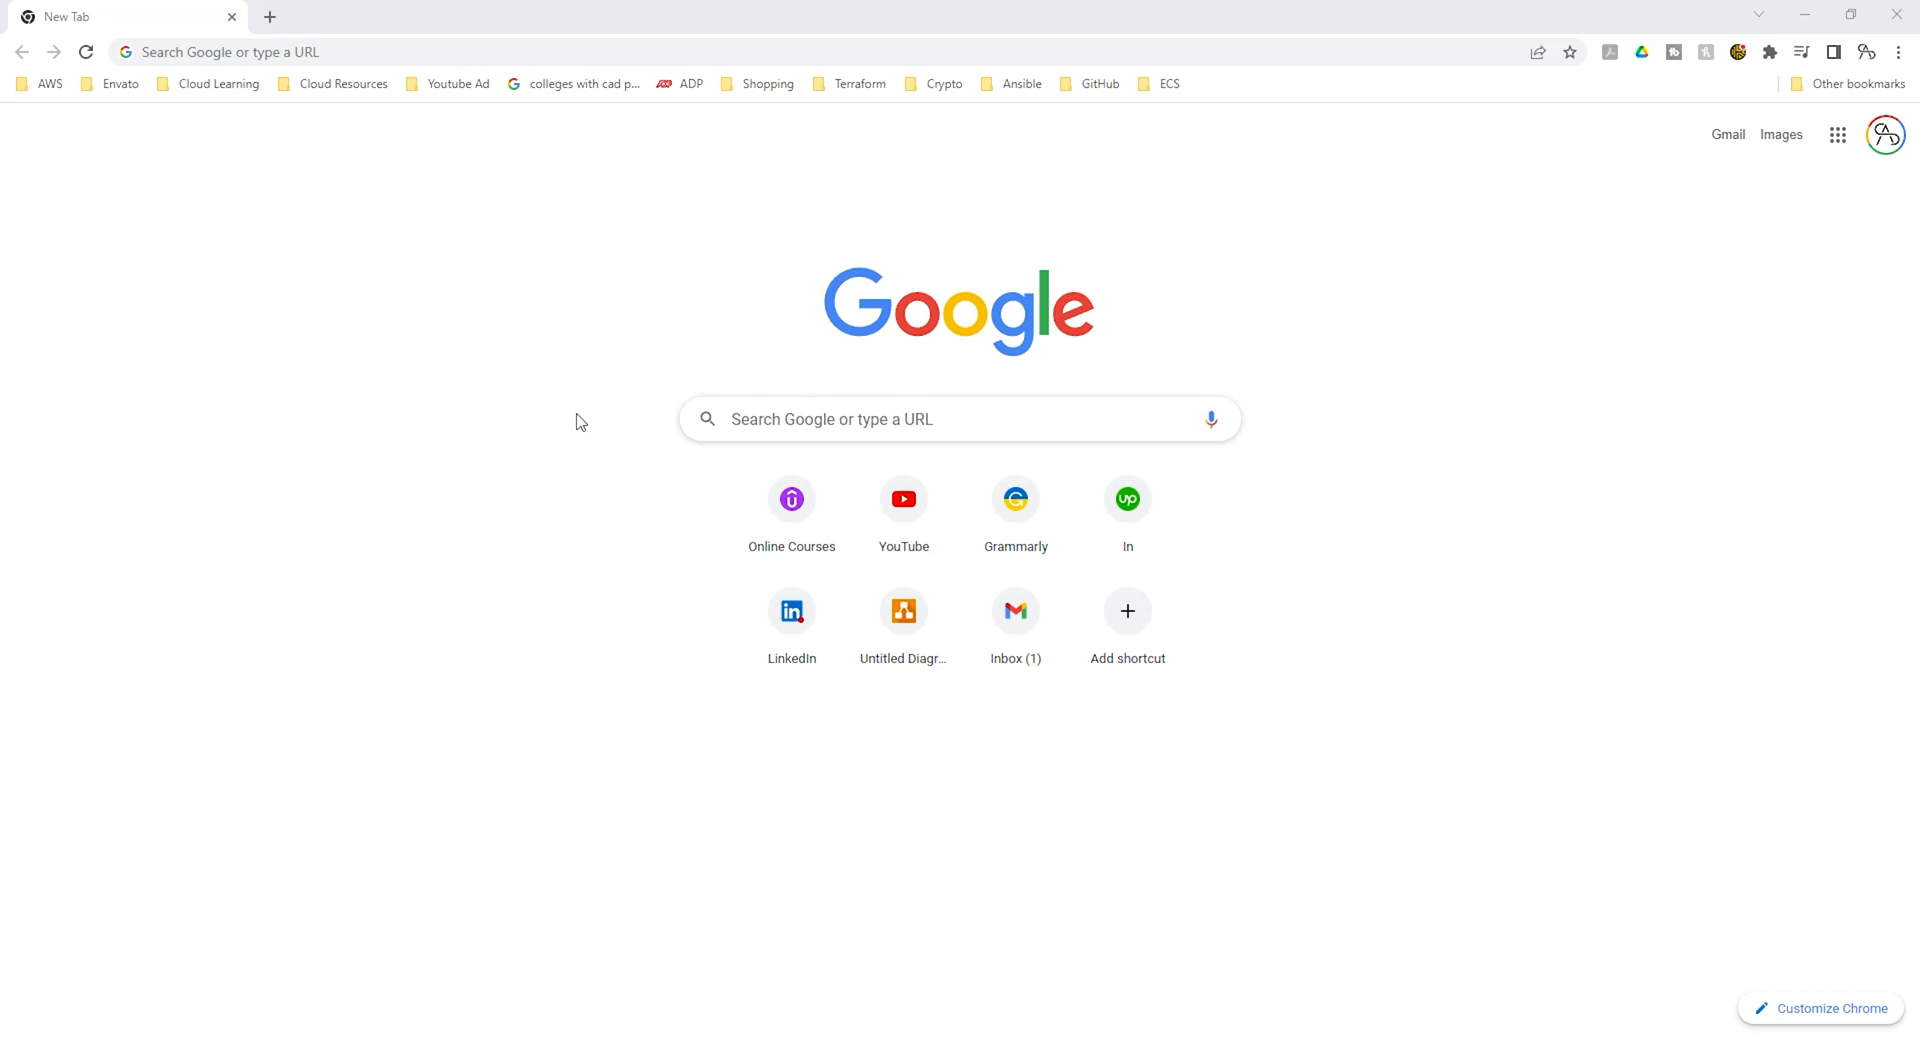 New Tab
Search Google or type a URL
AWS Envato Cloud Learning Cloud Resources Youtube Ad colleges with cad p... ADP Shopping Terraform Crypto Ansible GitHub ECS Other bookmarks
Gmail Images
Google
Search Google or type a URL
Online Courses YouTube Grammarly In
LinkedIn Untitled Diagr... Inbox (1) Add shortcut
Customize Chrome